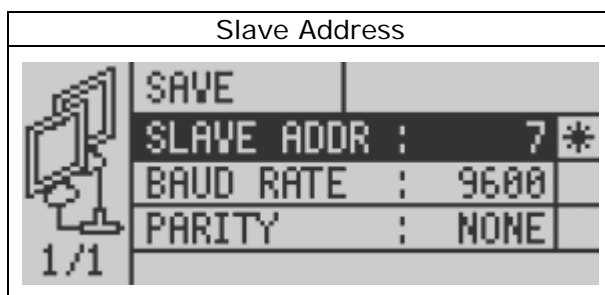 Slave Address
SAVE
SLAVE ADDR : 7 *
BAUD RATE : 9600
PARITY : NONE
1/1